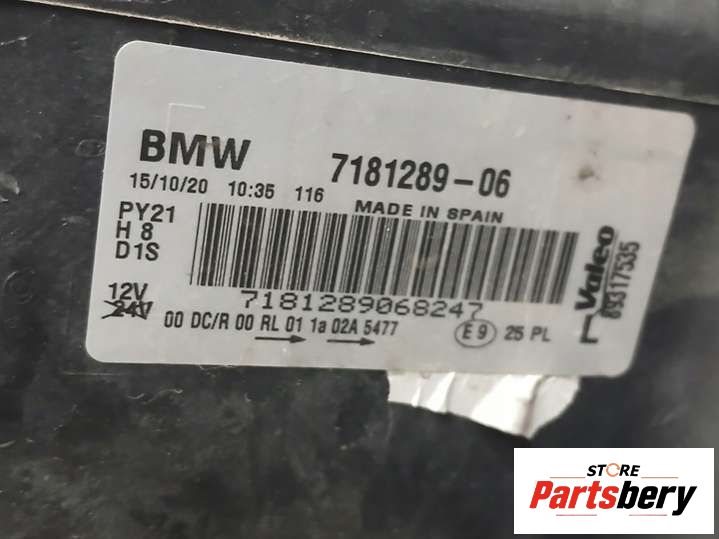 BMW 7181289-06
15/10/20 10:35 116 MADE IN SPAIN
PY21
H 8
D1S
12V
24V
7181289068247
00 DC/R 00 RL 01 1a 02A 5477
E9 25 PL
Valeo
89317535
L
STORE
Partsbery